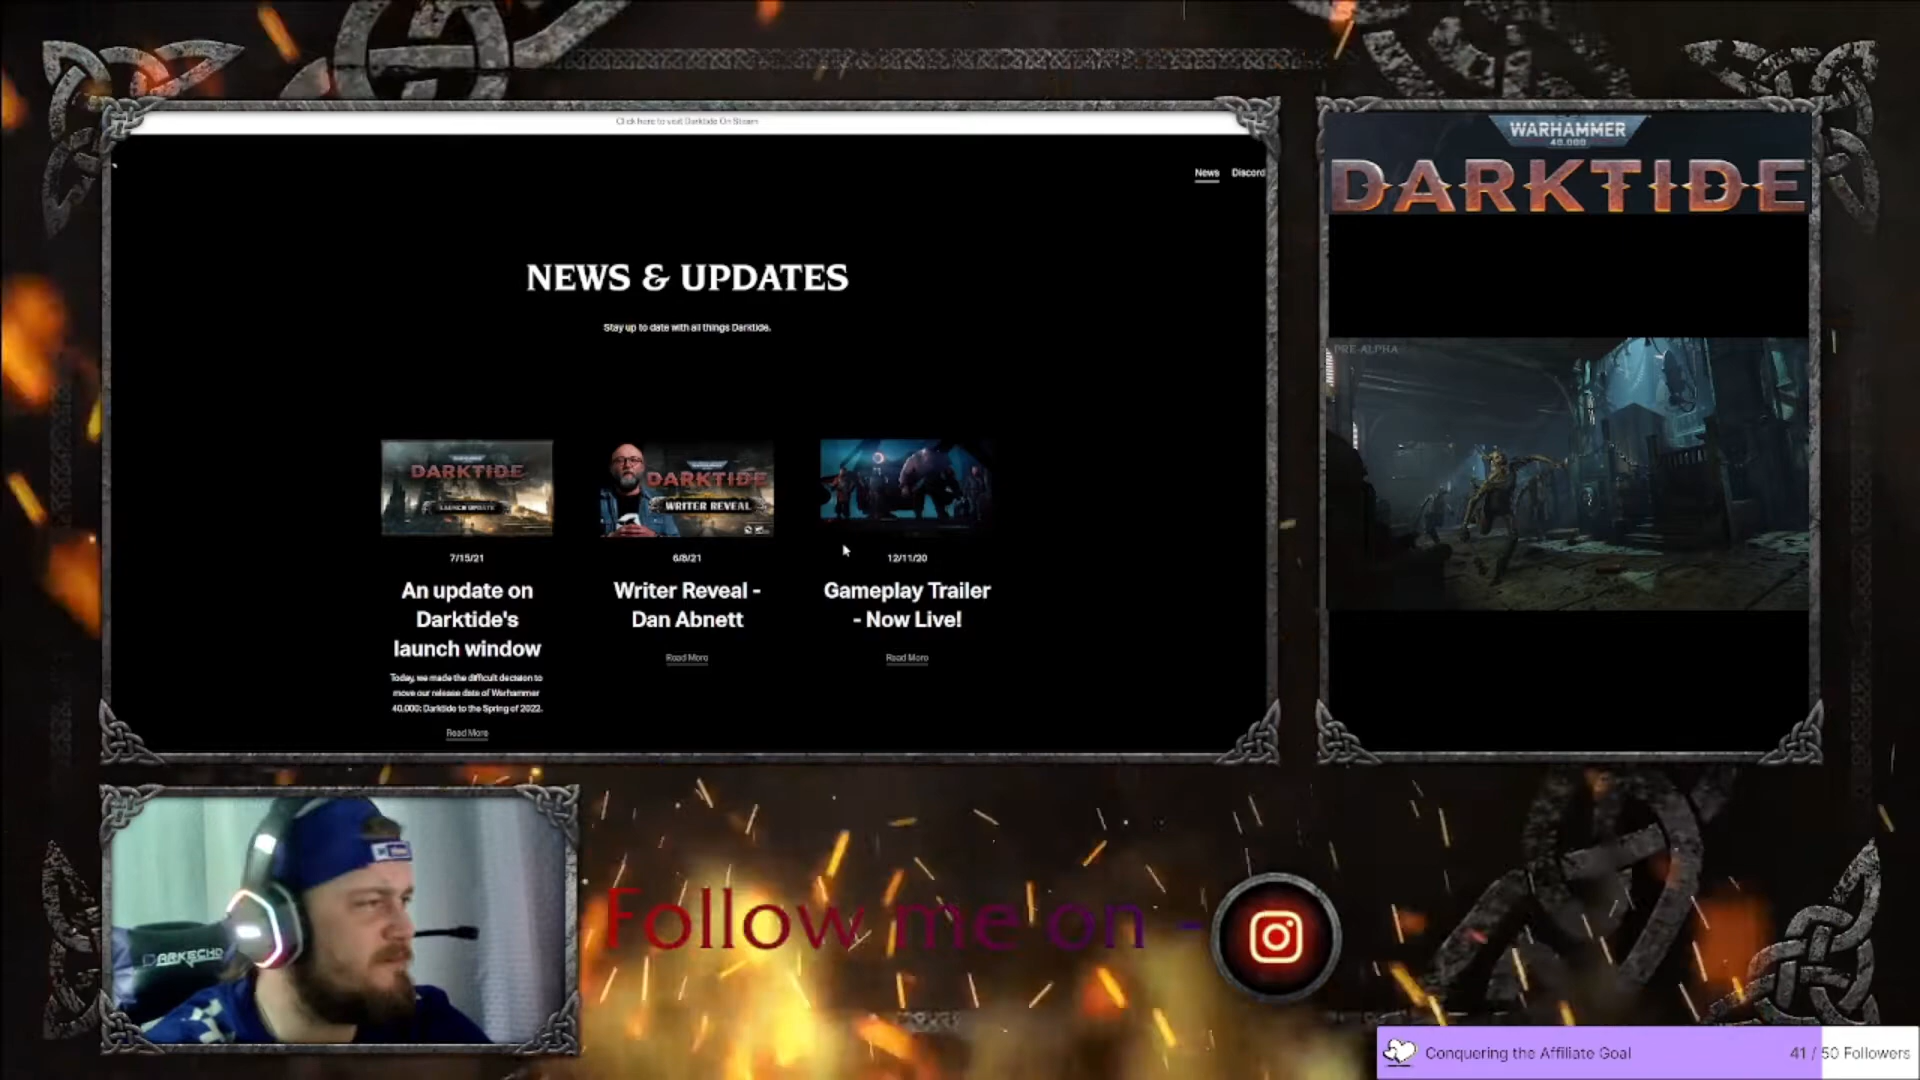 Click here to visit Darktide On Steam
News Discord
NEWS & UPDATES
Stay up to date with all things Darktide.
DARKTIDE
LAUNCH UPDATE
7/15/21
An update on
Darktide's
launch window
Today, we made the difficult decision to
move our release date of Warhammer
40,000: Darktide to the Spring of 2022.
Read More
DARKTIDE
WRITER REVEAL
6/8/21
Writer Reveal -
Dan Abnett
Read More
12/11/20
Gameplay Trailer
- Now Live!
Read More
WARHAMMER
40,000
DARKTIDE
PRE-ALPHA
DARKECHO
Follow me on -
Conquering the Affiliate Goal
41 / 50 Followers